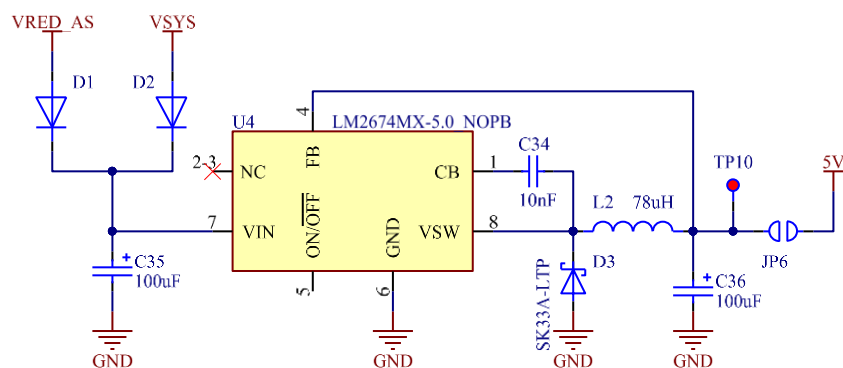 VRED_AS VSYS
D1 D2
U4 LM2674MX-5.0 NOPB
4
FB
2-3 NC
CB 1
C34
10nF
TP10
5V
L2 78uH
7 VIN
ON/OFF
GND
VSW 8
JP6
C35
100uF
5
6
SK33A-LTP
D3
C36
100uF
GND GND GND GND